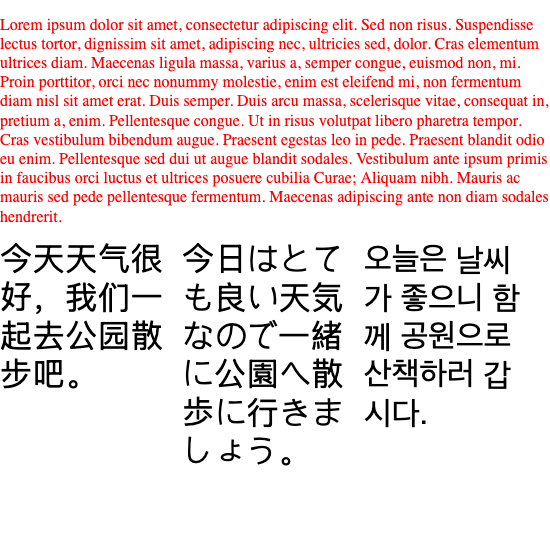 Lorem ipsum dolor sit amet, consectetur adipiscing elit. Sed non risus. Suspendisse
lectus tortor, dignissim sit amet, adipiscing nec, ultricies sed, dolor. Cras elementum
ultrices diam. Maecenas ligula massa, varius a, semper congue, euismod non, mi.
Proin porttitor, orci nec nonummy molestie, enim est eleifend mi, non fermentum
diam nisl sit amet erat. Duis semper. Duis arcu massa, scelerisque vitae, consequat in,
pretium a, enim. Pellentesque congue. Ut in risus volutpat libero pharetra tempor.
Cras vestibulum bibendum augue. Praesent egestas leo in pede. Praesent blandit odio
eu enim. Pellentesque sed dui ut augue blandit sodales. Vestibulum ante ipsum primis
in faucibus orci luctus et ultrices posuere cubilia Curae; Aliquam nibh. Mauris ac
mauris sed pede pellentesque fermentum. Maecenas adipiscing ante non diam sodales
hendrerit.
今天天气很
好，我们一
起去公园散
步吧。
今日はとて
も良い天気
なので一緒
に公園へ散
歩に行きま
しょう。
오늘은 날씨
가 좋으니 함
께 공원으로
산책하러 갑
시다.